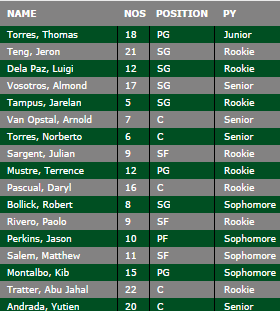 NAME NOS POSITION PY
Torres, Thomas 18 PG Junior
Teng, Jeron 21 SG Rookie
Dela Paz, Luigi 12 SG Rookie
Vosotros, Almond 17 SG Senior
Tampus, Jarelan 5 SG Rookie
Van Opstal, Arnold 7 C Senior
Torres, Norberto 6 C Senior
Sargent, Julian 9 SF Rookie
Mustre, Terrence 12 PG Rookie
Pascual, Daryl 16 C Rookie
Bollick, Robert 8 SG Sophomore
Rivero, Paolo 9 SF Rookie
Perkins, Jason 10 PF Sophomore
Salem, Matthew 11 SF Sophomore
Montalbo, Kib 15 PG Sophomore
Tratter, Abu Jahal 22 C Rookie
Andrada, Yutien 20 C Senior